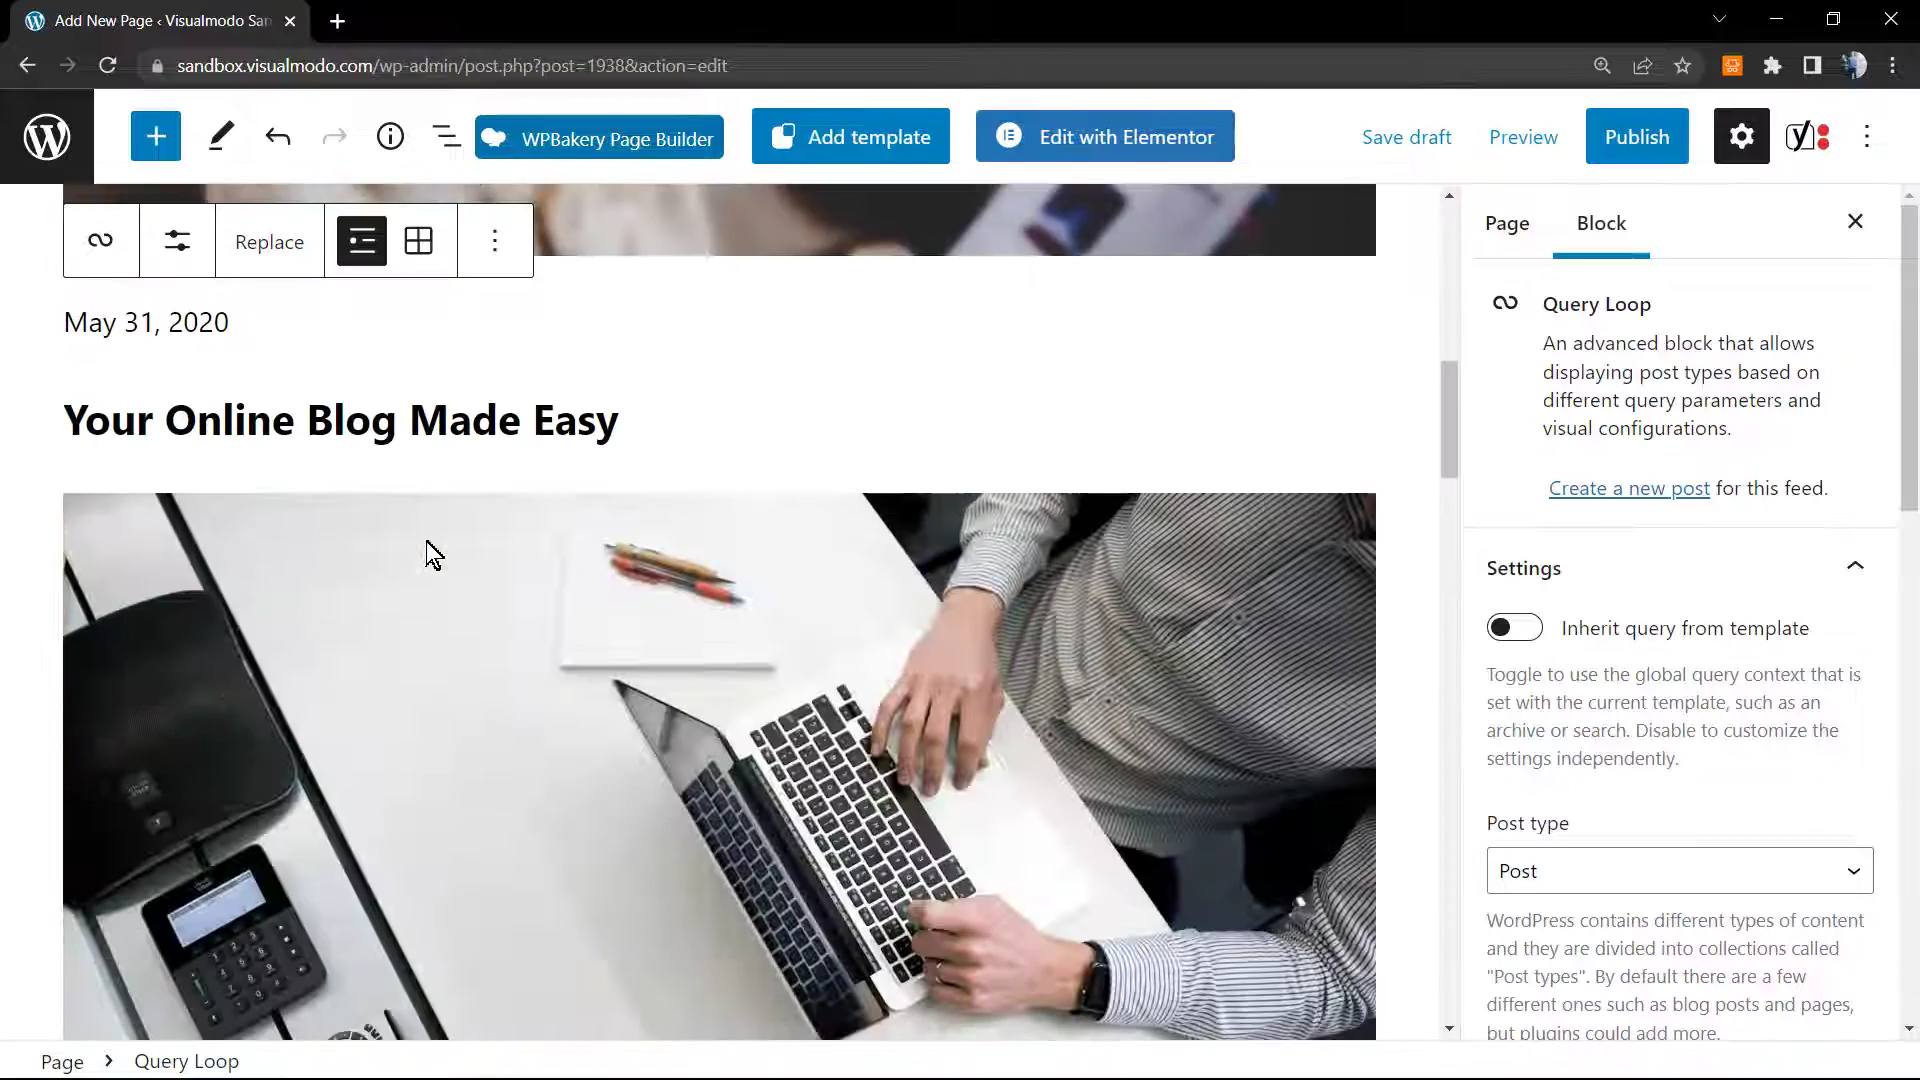 Add New Page ‹ Visualmodo San
sandbox.visualmodo.com/wp-admin/post.php?post=1938&action=edit
WPBakery Page Builder
Add template
Edit with Elementor
Save draft
Preview
Publish
Replace
Page
Block
May 31, 2020
Your Online Blog Made Easy
Query Loop
An advanced block that allows
displaying post types based on
different query parameters and
visual configurations.
Create a new post for this feed.
Settings
Inherit query from template
Toggle to use the global query context that is
set with the current template, such as an
archive or search. Disable to customize the
settings independently.
Post type
Post
WordPress contains different types of content
and they are divided into collections called
"Post types". By default there are a few
different ones such as blog posts and pages,
but plugins could add more.
Page
Query Loop